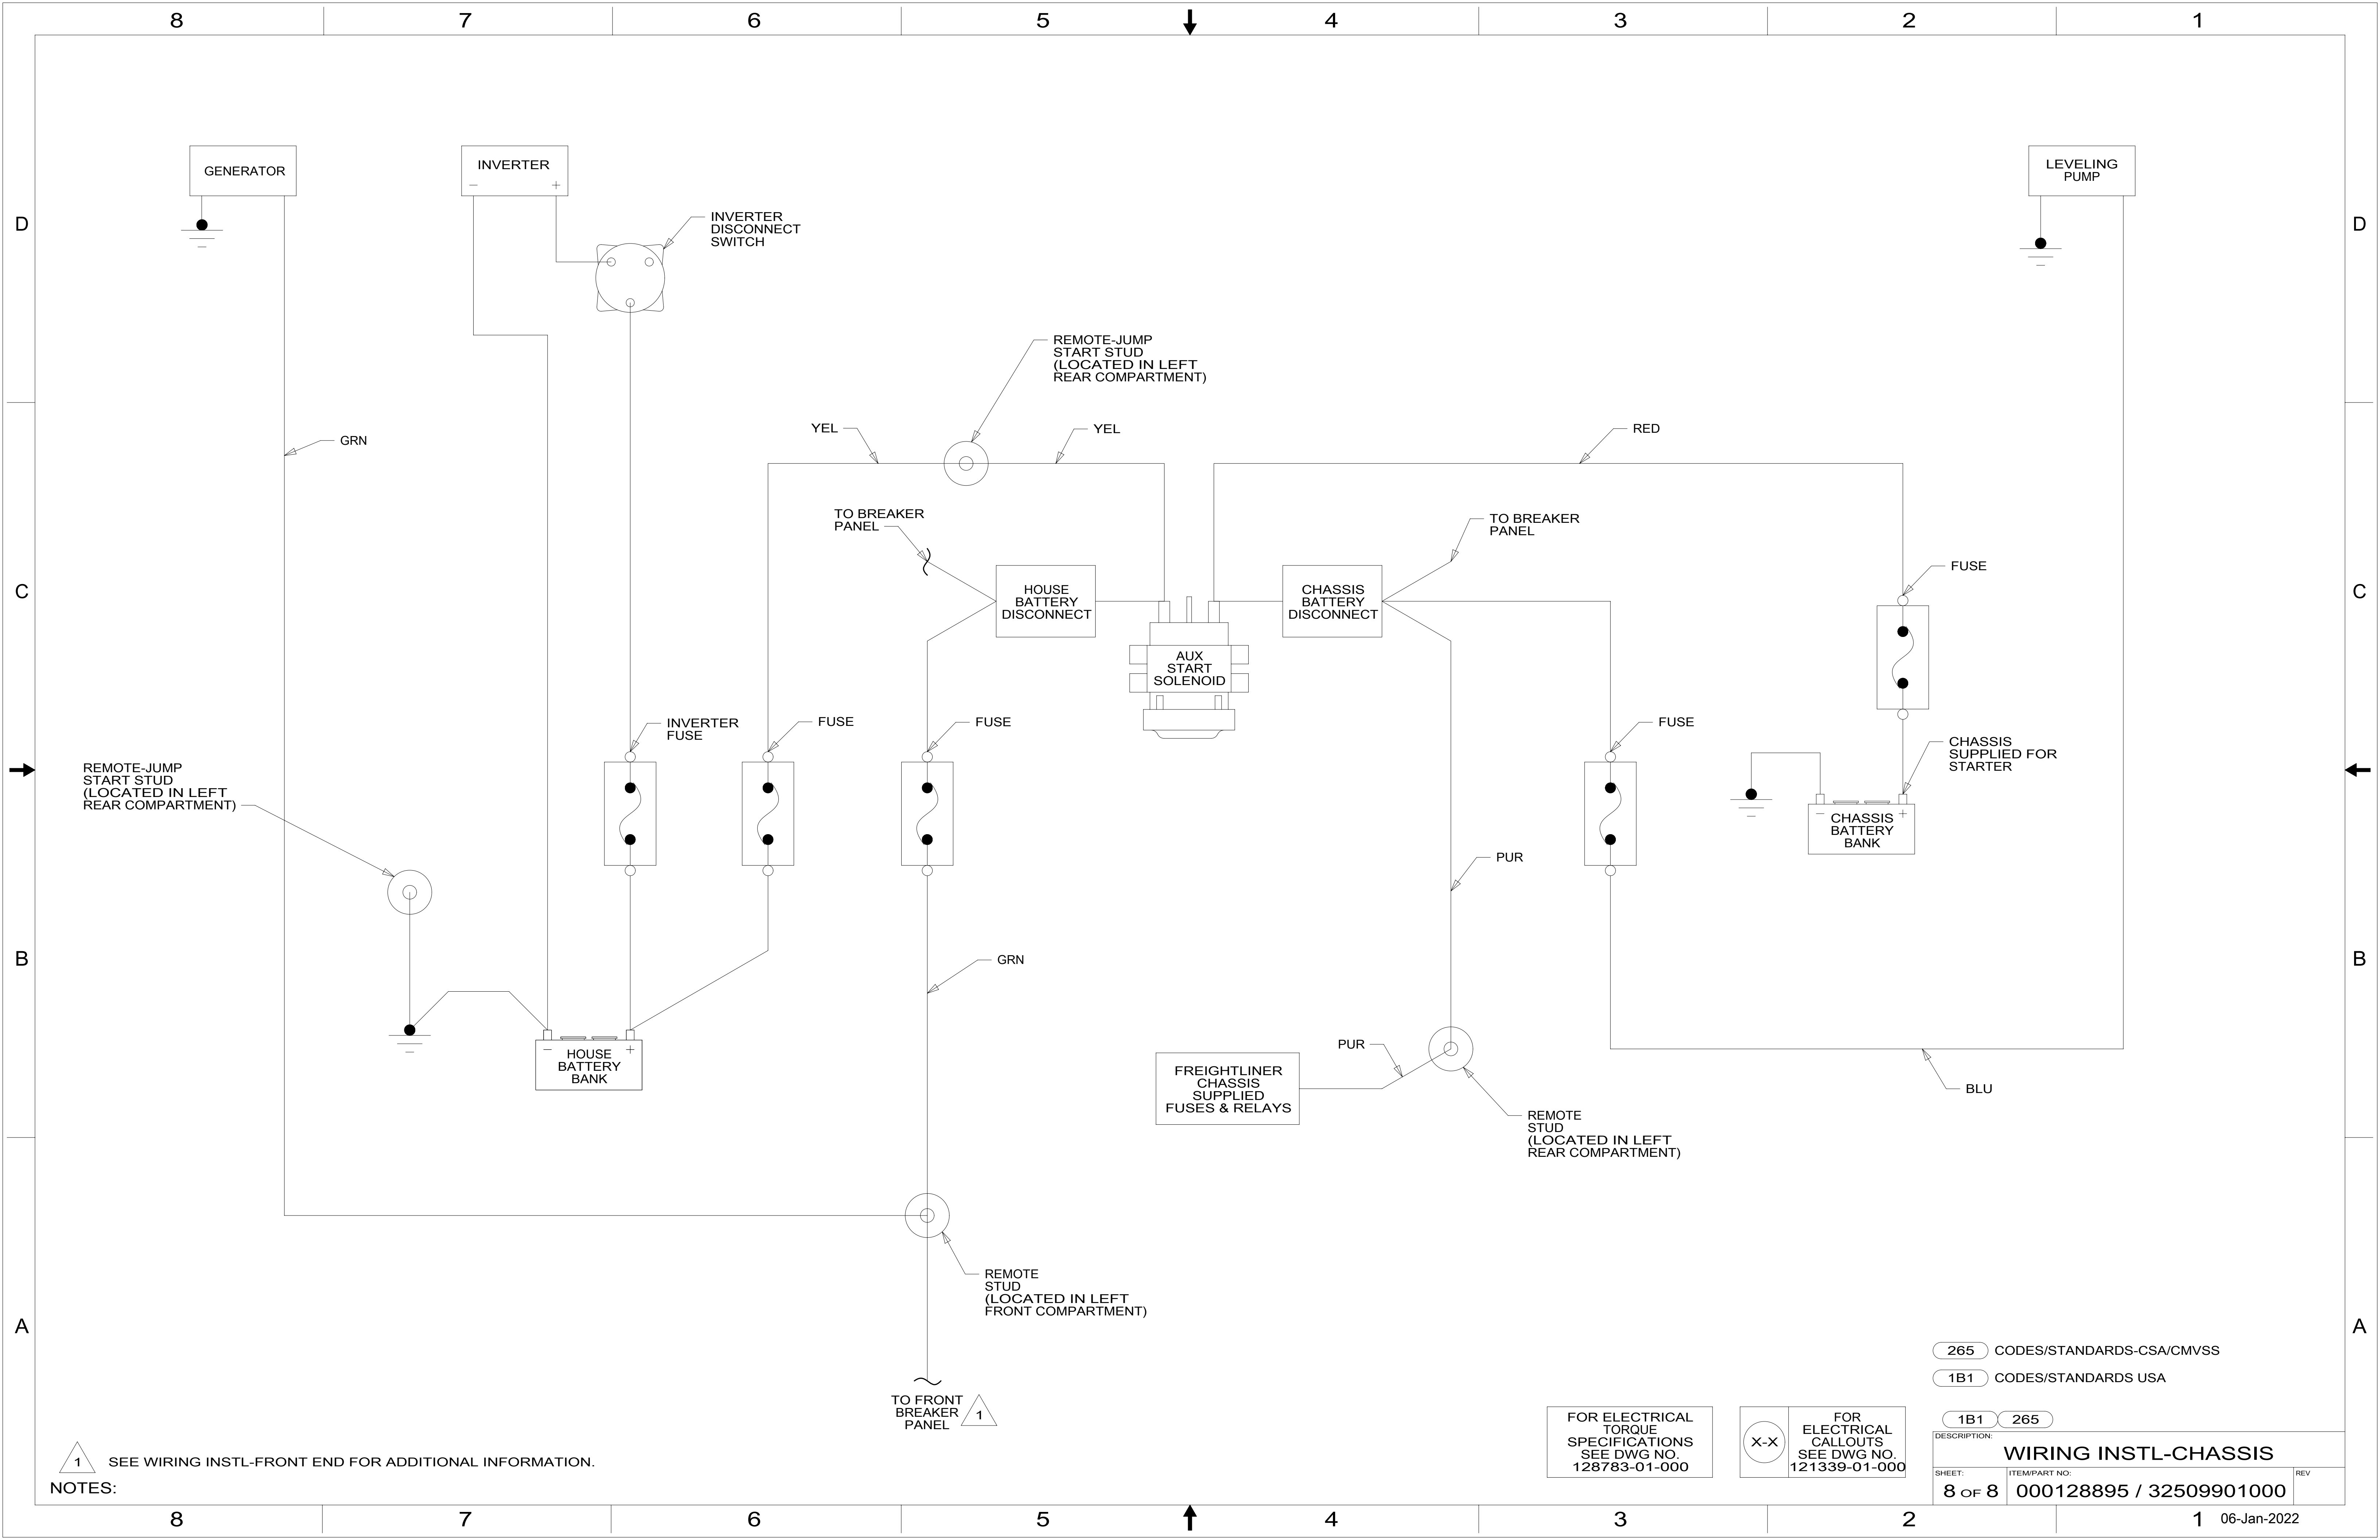 8 7 6 5 4 3 2 1
GENERATOR
INVERTER
– +
LEVELING
PUMP
D
D
INVERTER
DISCONNECT
SWITCH
REMOTE-JUMP
START STUD
(LOCATED IN LEFT
REAR COMPARTMENT)
GRN
YEL
YEL
RED
TO BREAKER
PANEL
TO BREAKER
PANEL
C
C
HOUSE
BATTERY
DISCONNECT
CHASSIS
BATTERY
DISCONNECT
FUSE
AUX
START
SOLENOID
INVERTER
FUSE
FUSE
FUSE
FUSE
CHASSIS
SUPPLIED FOR
STARTER
REMOTE-JUMP
START STUD
(LOCATED IN LEFT
REAR COMPARTMENT)
– +
CHASSIS
BATTERY
BANK
PUR
B
B
GRN
– +
HOUSE
BATTERY
BANK
PUR
FREIGHTLINER
CHASSIS
SUPPLIED
FUSES & RELAYS
BLU
REMOTE
STUD
(LOCATED IN LEFT
REAR COMPARTMENT)
REMOTE
STUD
(LOCATED IN LEFT
FRONT COMPARTMENT)
A
A
TO FRONT
BREAKER
PANEL
1
265 CODES/STANDARDS-CSA/CMVSS
1B1 CODES/STANDARDS USA
1B1 265
FOR ELECTRICAL
TORQUE
SPECIFICATIONS
SEE DWG NO.
128783-01-000
X-X
FOR
ELECTRICAL
CALLOUTS
SEE DWG NO.
121339-01-000
DESCRIPTION:
WIRING INSTL-CHASSIS
SHEET:
8 OF 8
ITEM/PART NO:
000128895 / 32509901000
REV
1 SEE WIRING INSTL-FRONT END FOR ADDITIONAL INFORMATION.
NOTES:
8 7 6 5 4 3 2 1
06-Jan-2022